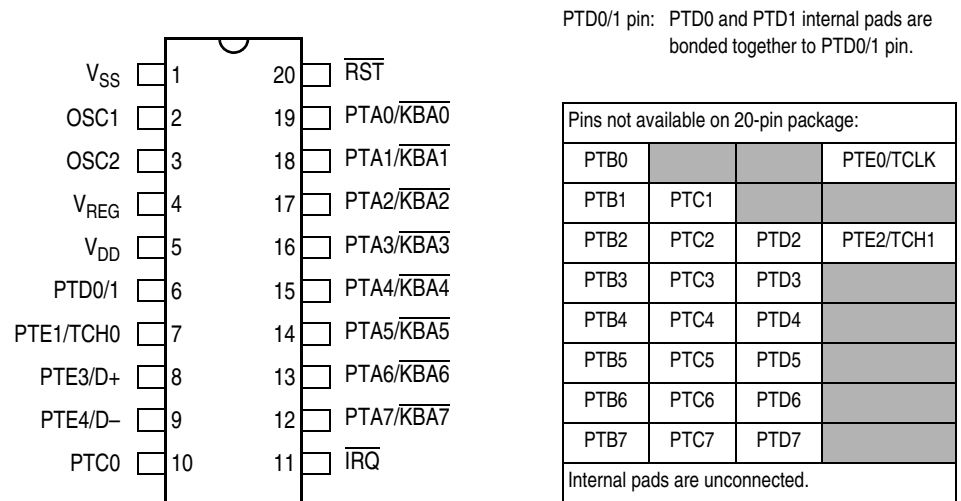 PTD0/1 pin: PTD0 and PTD1 internal pads are
bonded together to PTD0/1 pin.
VSS 1 20 RST
OSC1 2 19 PTA0/KBA0
OSC2 3 18 PTA1/KBA1
VREG 4 17 PTA2/KBA2
VDD 5 16 PTA3/KBA3
PTD0/1 6 15 PTA4/KBA4
PTE1/TCH0 7 14 PTA5/KBA5
PTE3/D+ 8 13 PTA6/KBA6
PTE4/D– 9 12 PTA7/KBA7
PTC0 10 11 IRQ
Pins not available on 20-pin package:
PTB0 PTE0/TCLK
PTB1 PTC1
PTB2 PTC2 PTD2 PTE2/TCH1
PTB3 PTC3 PTD3
PTB4 PTC4 PTD4
PTB5 PTC5 PTD5
PTB6 PTC6 PTD6
PTB7 PTC7 PTD7
Internal pads are unconnected.